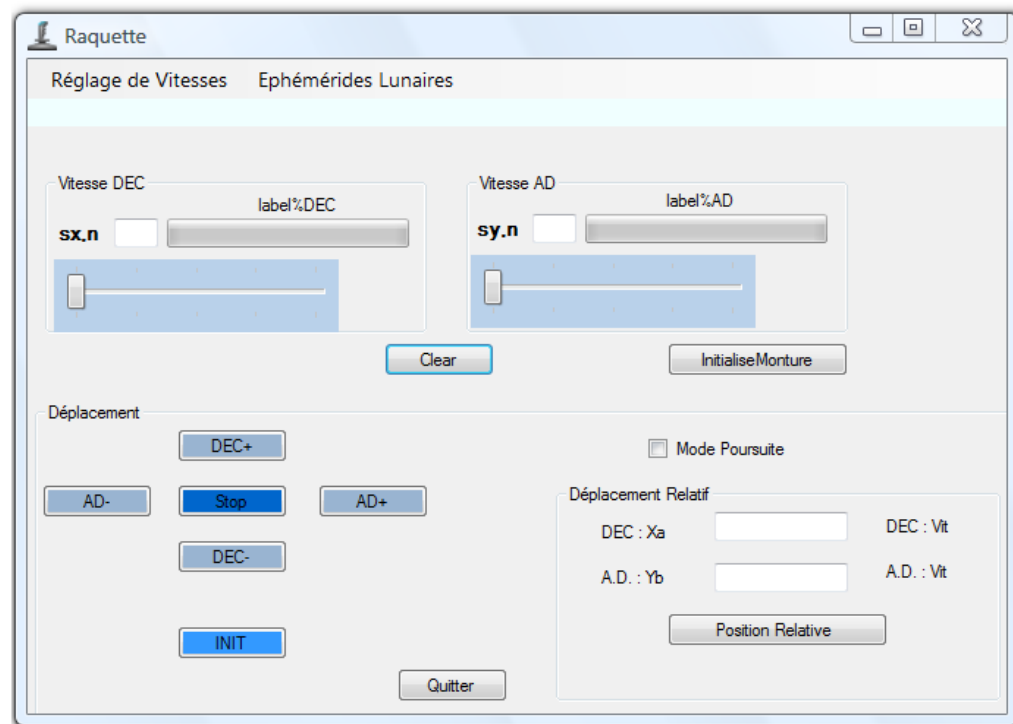 Raquette
Réglage de Vitesses Ephémérides Lunaires
Vitesse DEC
label%DEC
sx.n
Vitesse AD
label%AD
sy.n
Clear
InitialiseMonture
Déplacement
DEC+
AD- Stop AD+
DEC-
INIT
Quitter
Mode Poursuite
Déplacement Relatif
DEC : Xa DEC : Vit
A.D. : Yb A.D. : Vit
Position Relative